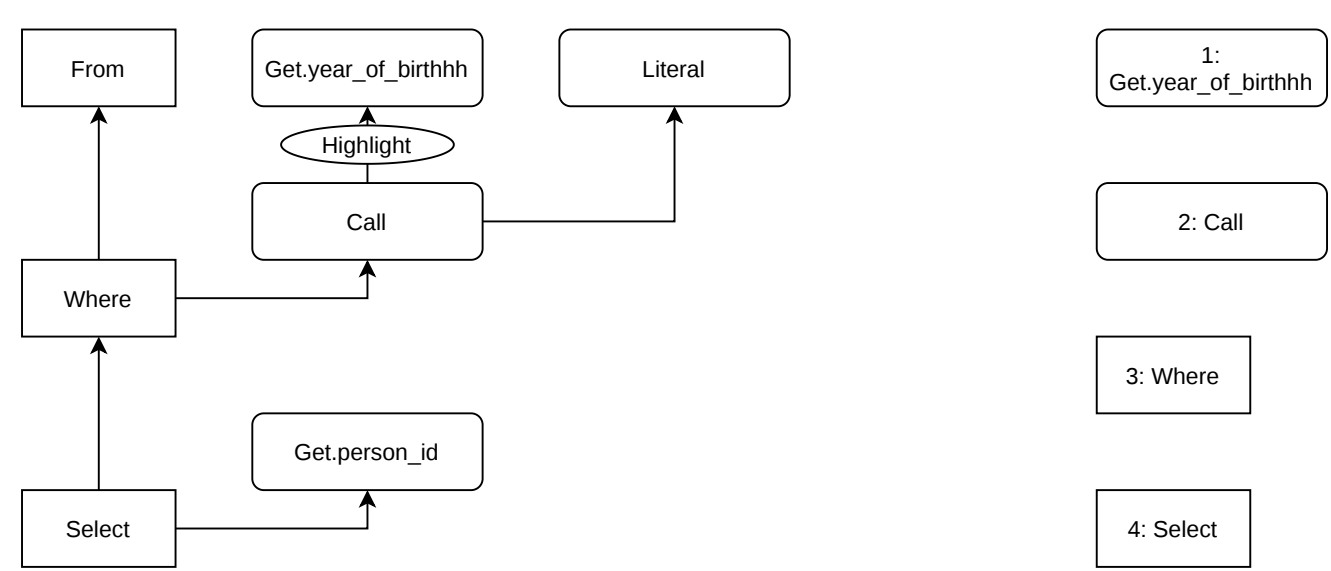 From
Get.year_of_birthhh
Literal
1:
Get.year_of_birthhh
Highlight
Call
2: Call
Where
3: Where
Get.person_id
Select
4: Select